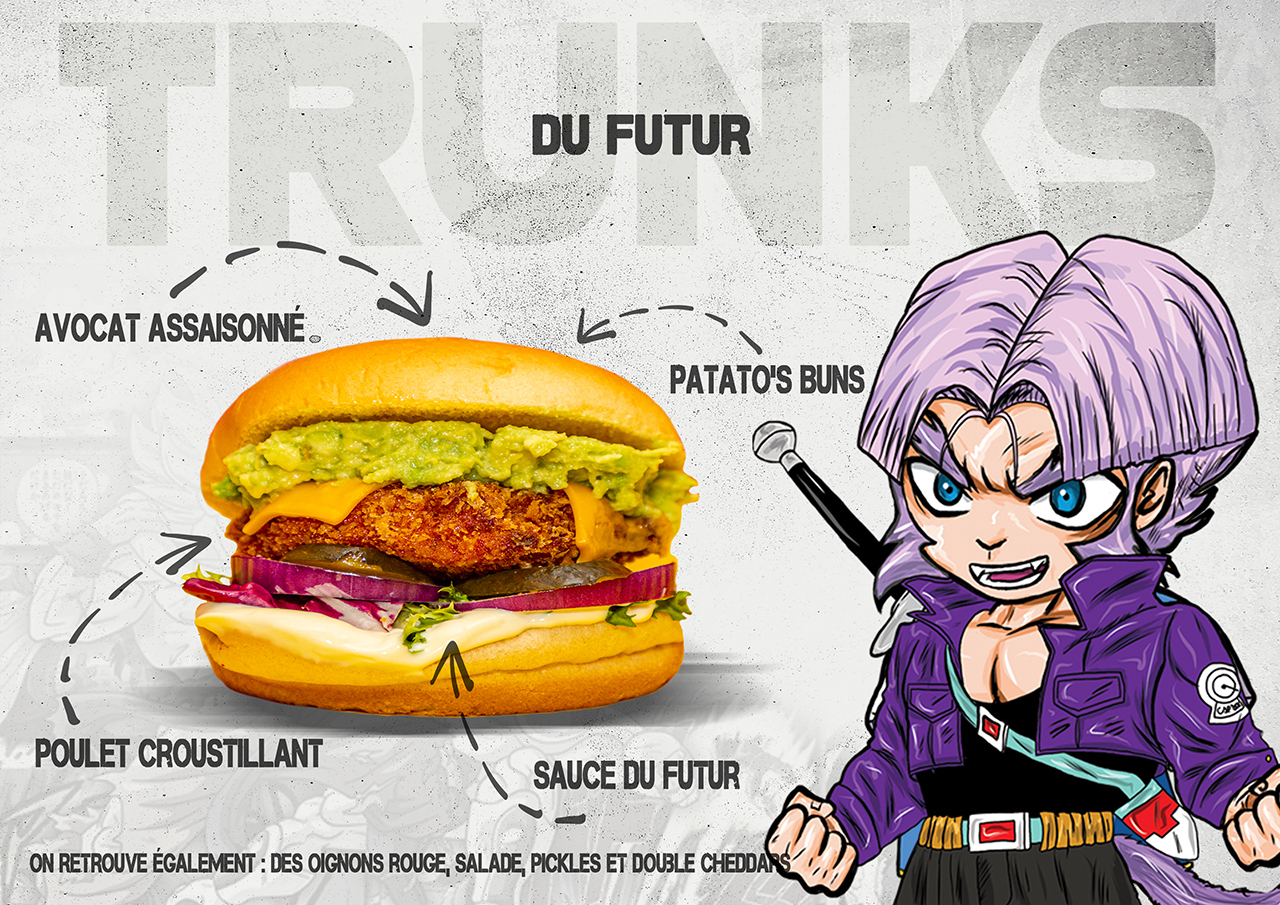 TRUNKS
DU FUTUR
AVOCAT ASSAISONNÉ
PATATO'S BUNS
POULET CROUSTILLANT
SAUCE DU FUTUR
ON RETROUVE ÉGALEMENT : DES OIGNONS ROUGE, SALADE, PICKLES ET DOUBLE CHEDDARS